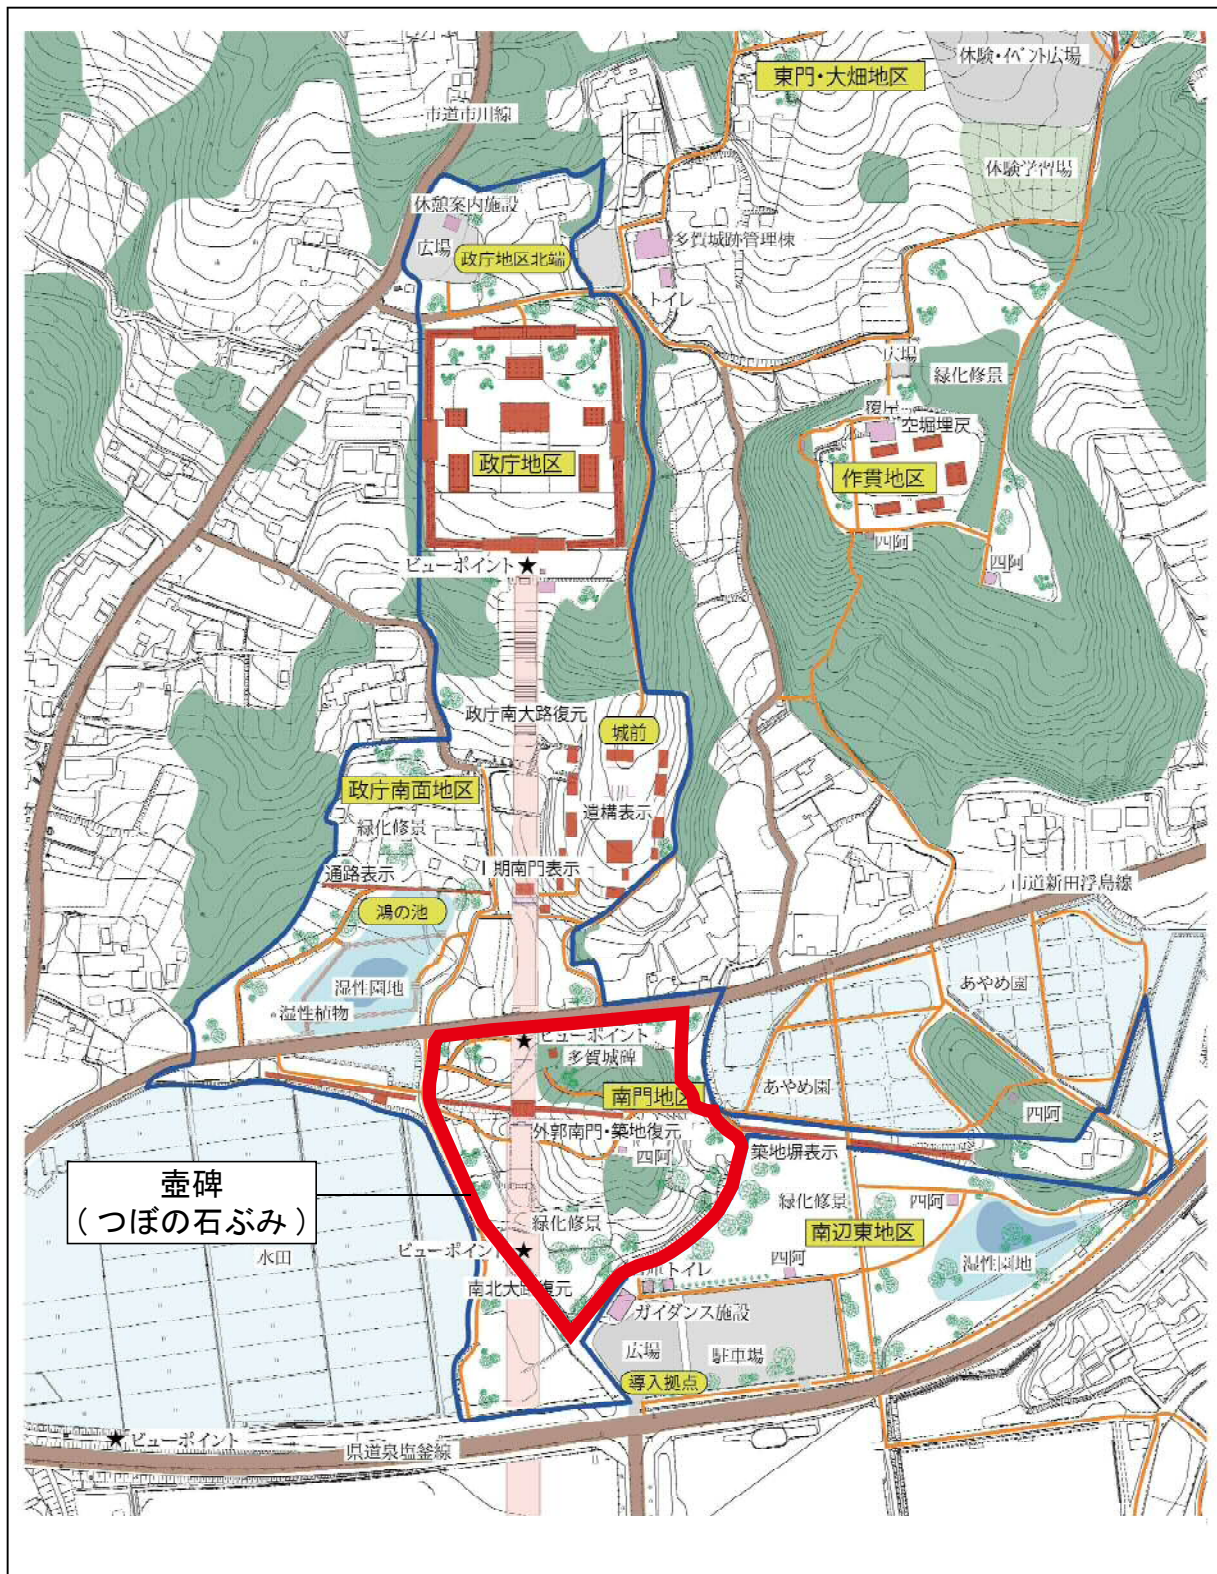 休験・イベント広場
東門・大畑地区
市道市川線
休験学習場
休憩案内施設
広場
政庁地区北端
多賀城跡管理棟
トイレ
広場
緑化修景
覆屋
空堀埋戻
政庁地区
作貫地区
四阿
四阿
ビューポイント★
政庁南大路復元
城前
政庁南面地区
遺構表示
緑化修景
通路表示
Ⅰ期南門表示
市道新田浮島線
鴻の池
湿性園地
湿性植物
あやめ園
ビューポイント
多賀城碑
あやめ園
南門地区
四阿
外郭南門・築地復元
四阿
築地塀表示
壺碑
(つぼの石ぶみ)
緑化修景
四阿
緑化修景
南辺東地区
ビューポイント★
水田
湿性園地
トイレ
四阿
南北大路復元
ガイダンス施設
広場
駐車場
導入拠点
★ビューポイント
県道泉塩釜線